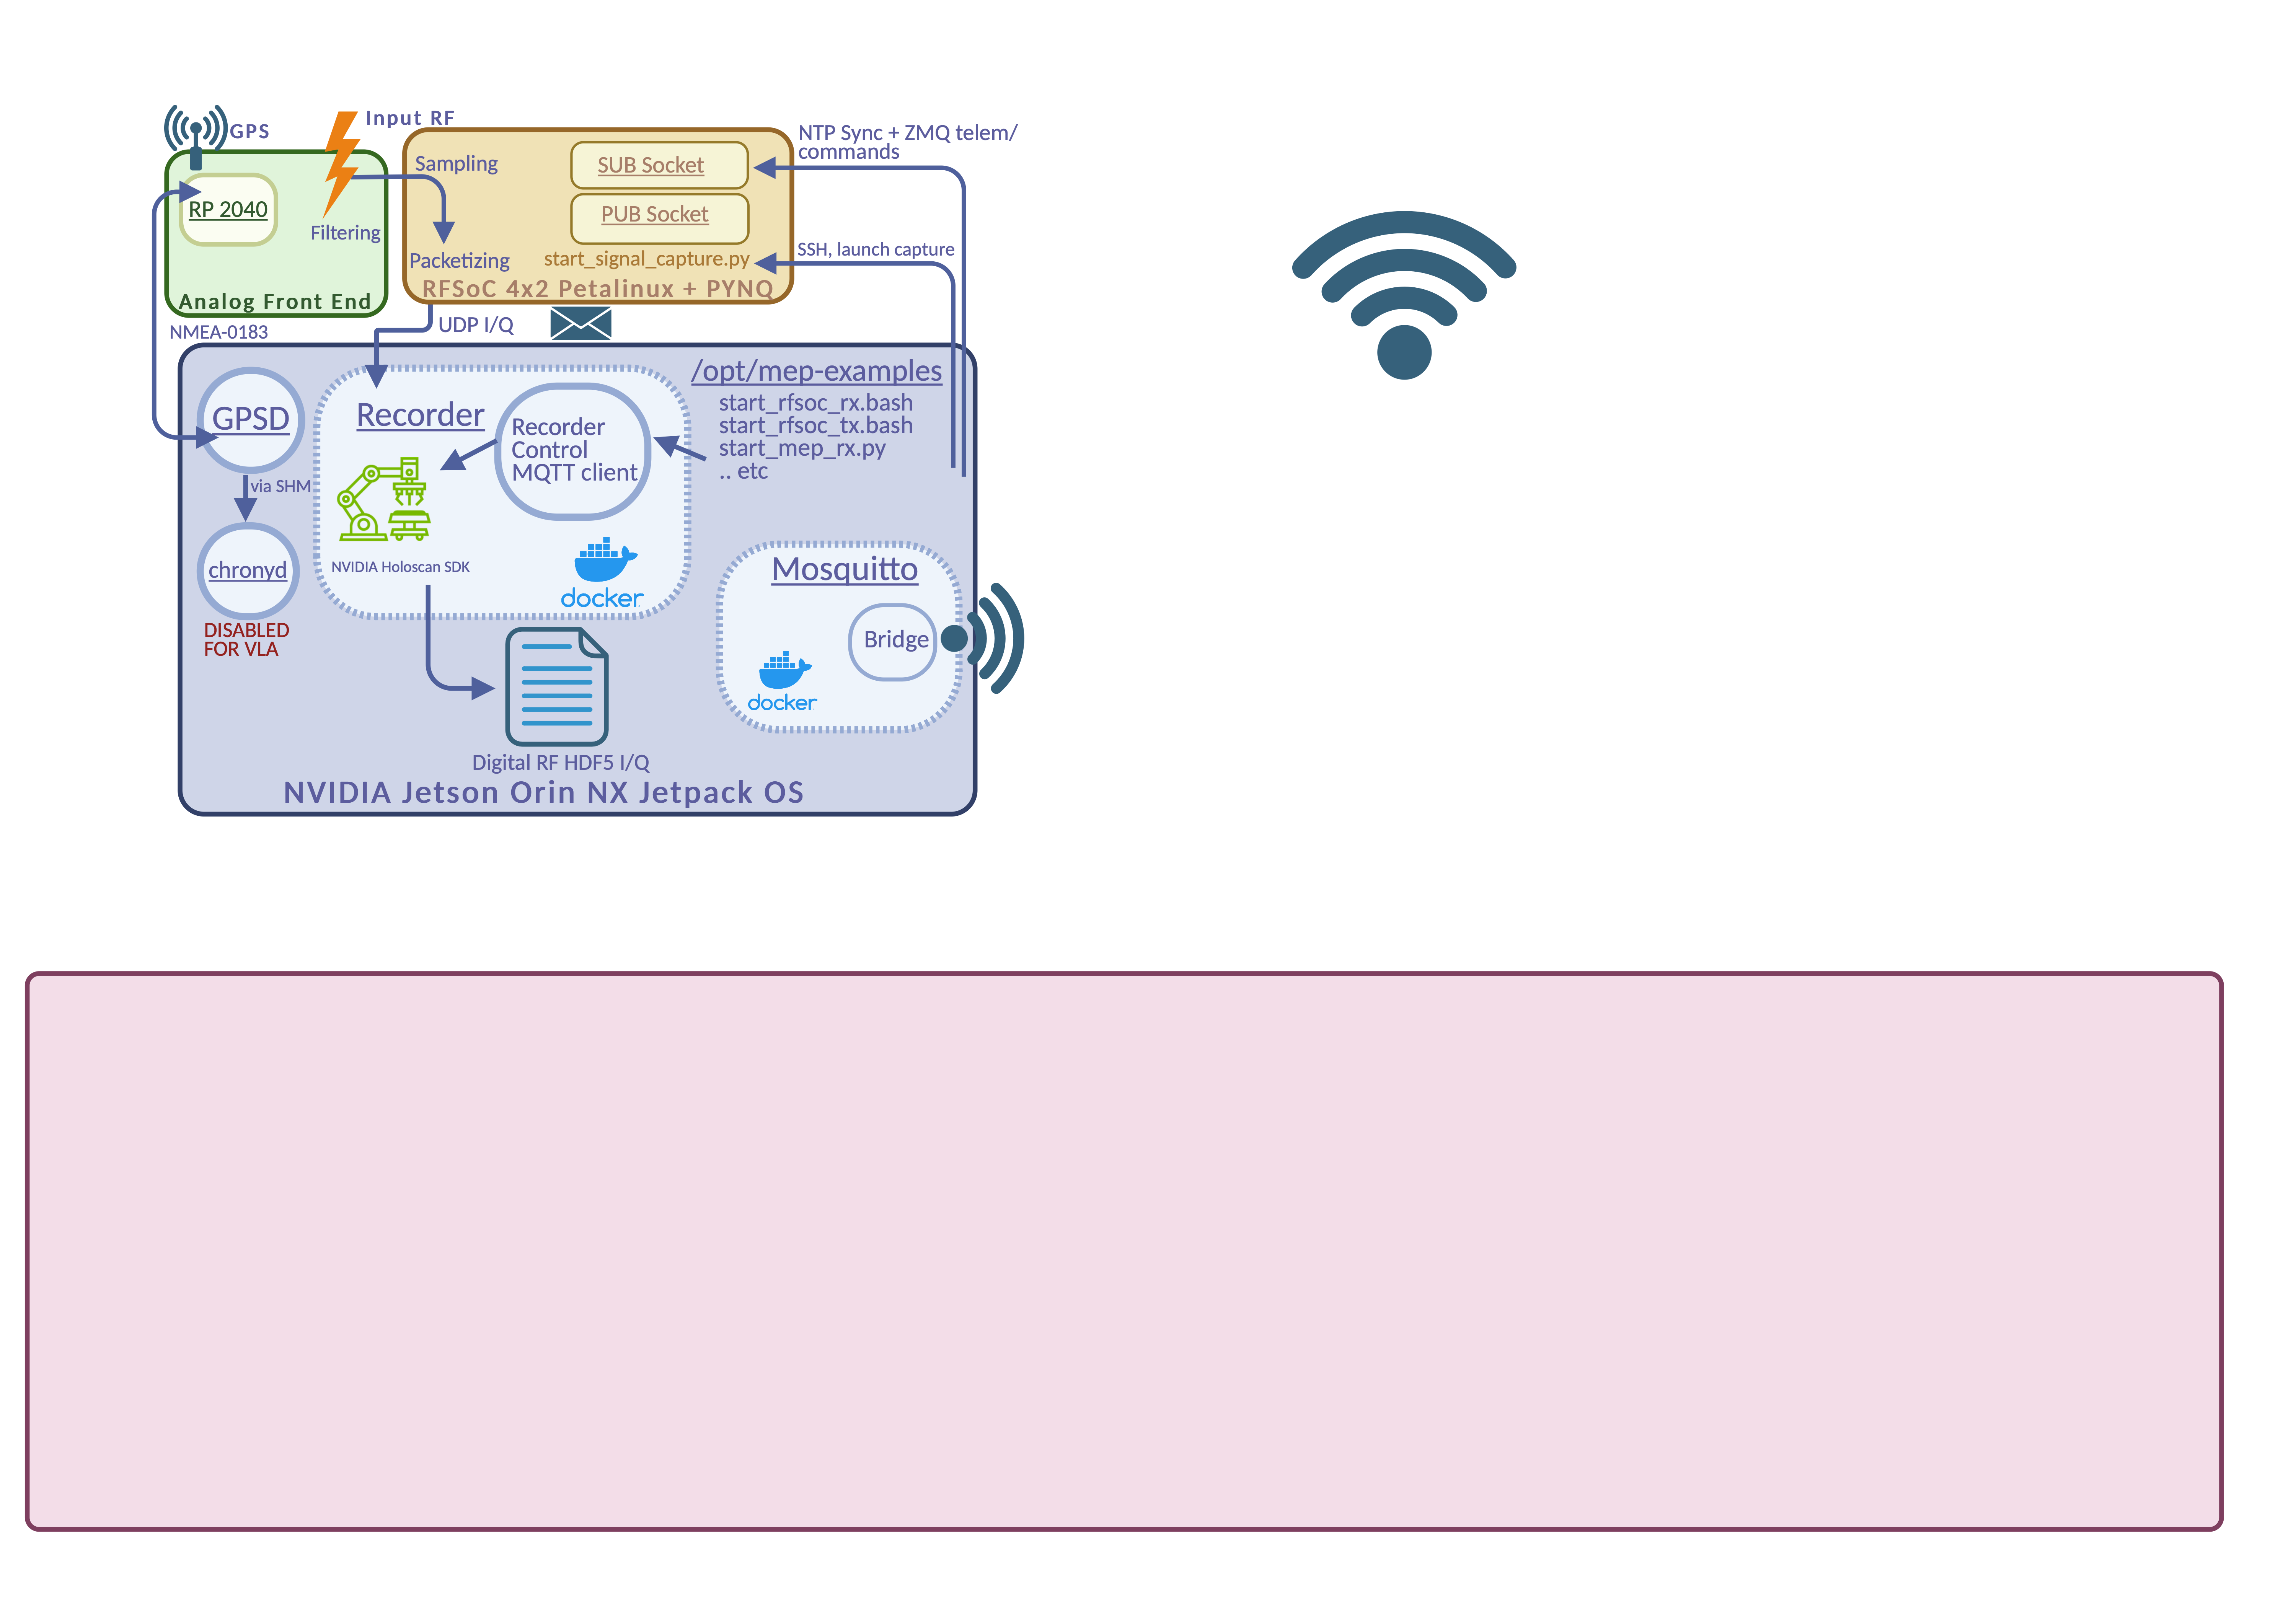 GPS
Input RF
RP 2040
Filtering
Analog Front End
NMEA-0183
Sampling
Packetizing
SUB Socket
PUB Socket
start_signal_capture.py
RFSoC 4x2 Petalinux + PYNQ
NTP Sync + ZMQ telem/
commands
SSH, launch capture
UDP I/Q
GPSD
via SHM
chronyd
DISABLED
FOR VLA
Recorder
Recorder
Control
MQTT client
NVIDIA Holoscan SDK
docker
/opt/mep-examples
start_rfsoc_rx.bash
start_rfsoc_tx.bash
start_mep_rx.py
.. etc
Mosquitto
Bridge
docker
Digital RF HDF5 I/Q
NVIDIA Jetson Orin NX Jetpack OS